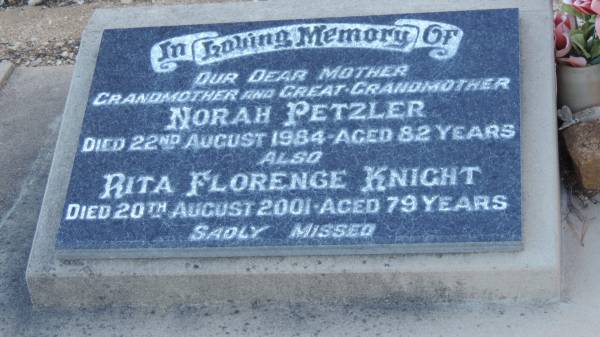 In Loving Memory Of
Our Dear Mother
Grandmother and Great-Grandmother
Norah Petzler
Died 22nd August 1984-Aged 82 Years
Also
Rita Florence Knight
Died 20th August 2001-Aged 79 Years
Sadly Missed